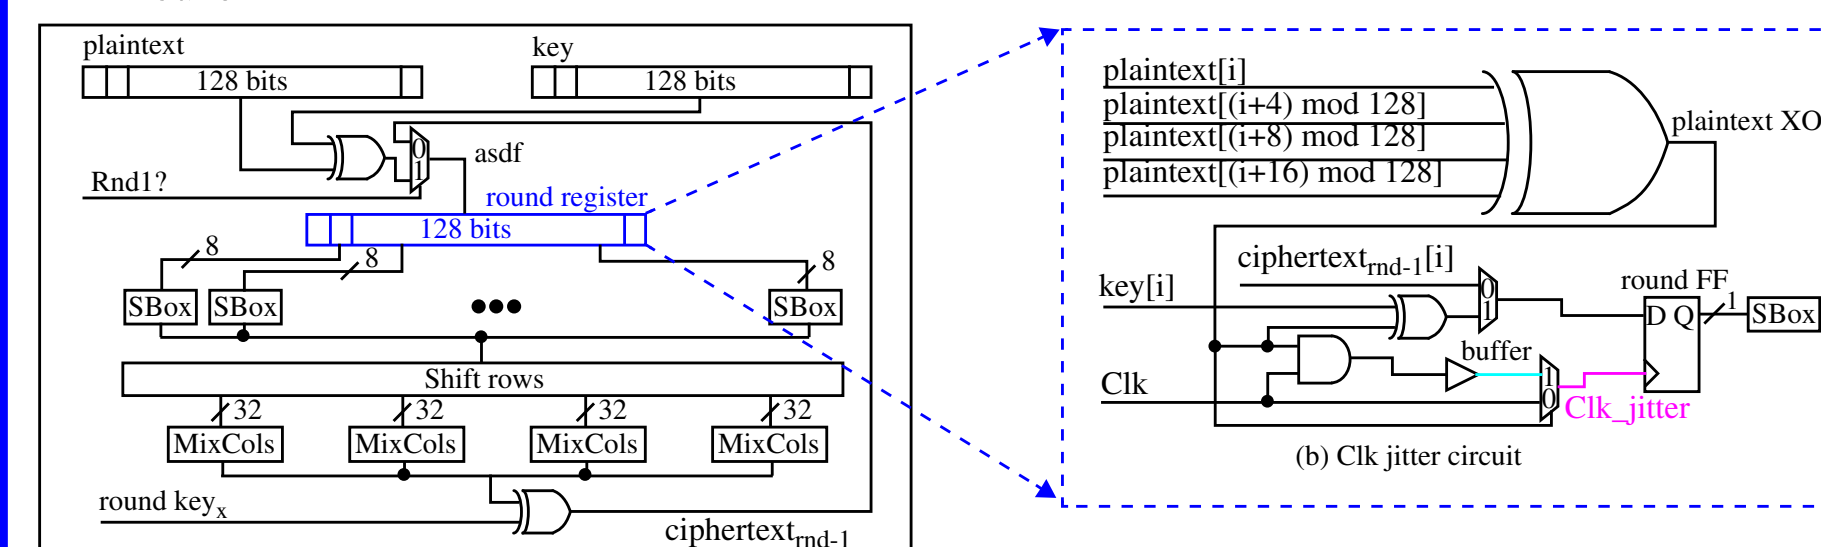 plaintext
key
128 bits
128 bits
0
1
asdf
Rnd1?
round register
128 bits
8
8
8
SBox
SBox
SBox
Shift rows
32
32
32
32
MixCols
MixCols
MixCols
MixCols
round keyx
ciphertextrnd-1
plaintext[i]
plaintext[(i+4) mod 128]
plaintext[(i+8) mod 128]
plaintext[(i+16) mod 128]
plaintext XO
ciphertextrnd-1[i]
key[i]
0
1
round FF
D Q
1
SBox
buffer
Clk
1
0
Clk_jitter
(b) Clk jitter circuit